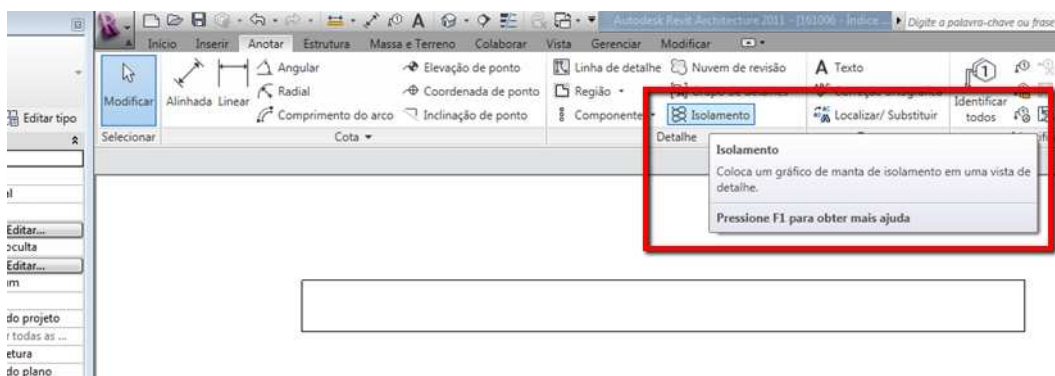 Autodesk Revit Architecture 2011 - [161006 - Índice ...
Digite a palavra-chave ou frase
Início Inserir Anotar Estrutura Massa e Terreno Colaborar Vista Gerenciar Modificar
Angular Elevação de ponto Linha de detalhe Nuvem de revisão Texto
Modificar Alinhada Linear Radial Coordenada de ponto Região
Identificar todos
Editar tipo
Comprimento do arco Inclinação de ponto Componente Isolamento Localizar/ Substituir
Selecionar Cota Detalhe
Isolamento
Coloca um gráfico de manta de isolamento em uma vista de
detalhe.
Pressione F1 para obter mais ajuda
Editar...
oculta
Editar...
do projeto
r todas as ...
etura
do plano